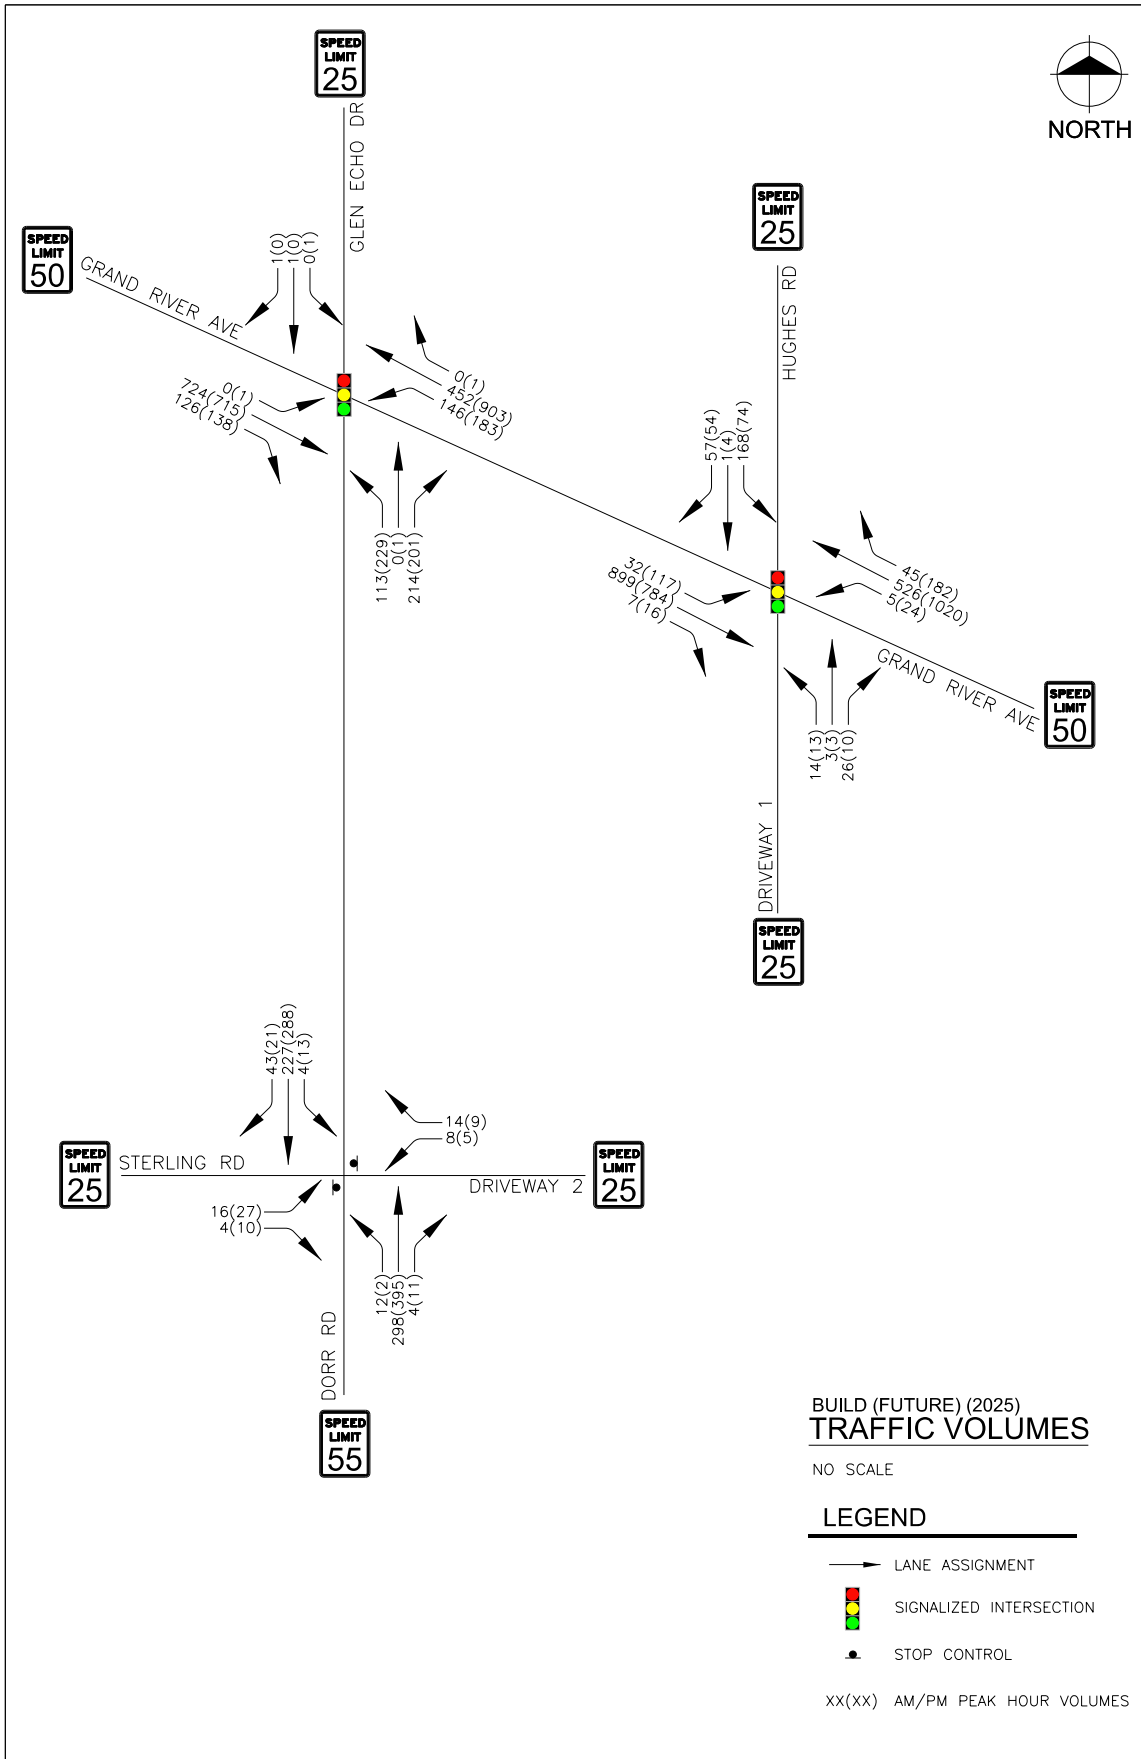 SPEED
LIMIT
25
GLEN ECHO DR
NORTH
SPEED
LIMIT
25
HUGHES RD
SPEED
LIMIT
50
GRAND RIVER AVE
1(0)
1(0)
0(1)
0(1)
724(715)
126(138)
0(1)
452(903)
146(183)
113(229)
0(1)
214(201)
57(54)
1(4)
168(74)
32(117)
899(784)
7(16)
45(182)
526(1020)
5(24)
GRAND RIVER AVE
SPEED
LIMIT
50
14(13)
3(3)
26(10)
DRIVEWAY 1
SPEED
LIMIT
25
43(21)
227(288)
4(13)
14(9)
8(5)
SPEED
LIMIT
25
STERLING RD
DRIVEWAY 2
SPEED
LIMIT
25
16(27)
4(10)
12(2)
298(395)
4(11)
DORR RD
SPEED
LIMIT
55
BUILD (FUTURE) (2025)
TRAFFIC VOLUMES
NO SCALE
LEGEND
LANE ASSIGNMENT
SIGNALIZED INTERSECTION
STOP CONTROL
XX(XX) AM/PM PEAK HOUR VOLUMES